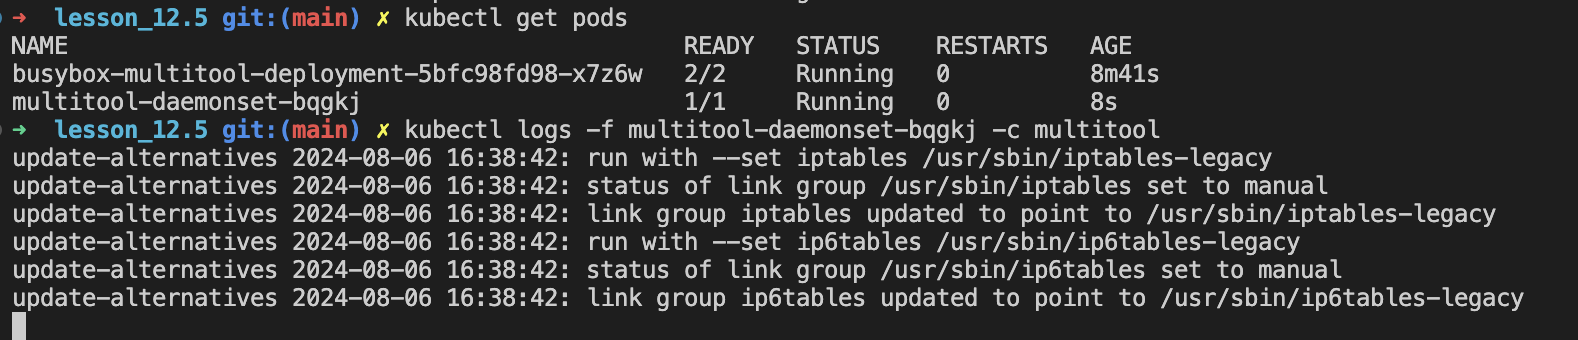 ➜  lesson_12.5 git:(main) ✗ kubectl get pods
NAME                                            READY   STATUS    RESTARTS   AGE
busybox-multitool-deployment-5bfc98fd98-x7z6w   2/2     Running   0          8m41s
multitool-daemonset-bqgkj                       1/1     Running   0          8s
➜  lesson_12.5 git:(main) ✗ kubectl logs -f multitool-daemonset-bqgkj -c multitool
update-alternatives 2024-08-06 16:38:42: run with --set iptables /usr/sbin/iptables-legacy
update-alternatives 2024-08-06 16:38:42: status of link group /usr/sbin/iptables set to manual
update-alternatives 2024-08-06 16:38:42: link group iptables updated to point to /usr/sbin/iptables-legacy
update-alternatives 2024-08-06 16:38:42: run with --set ip6tables /usr/sbin/ip6tables-legacy
update-alternatives 2024-08-06 16:38:42: status of link group /usr/sbin/ip6tables set to manual
update-alternatives 2024-08-06 16:38:42: link group ip6tables updated to point to /usr/sbin/ip6tables-legacy